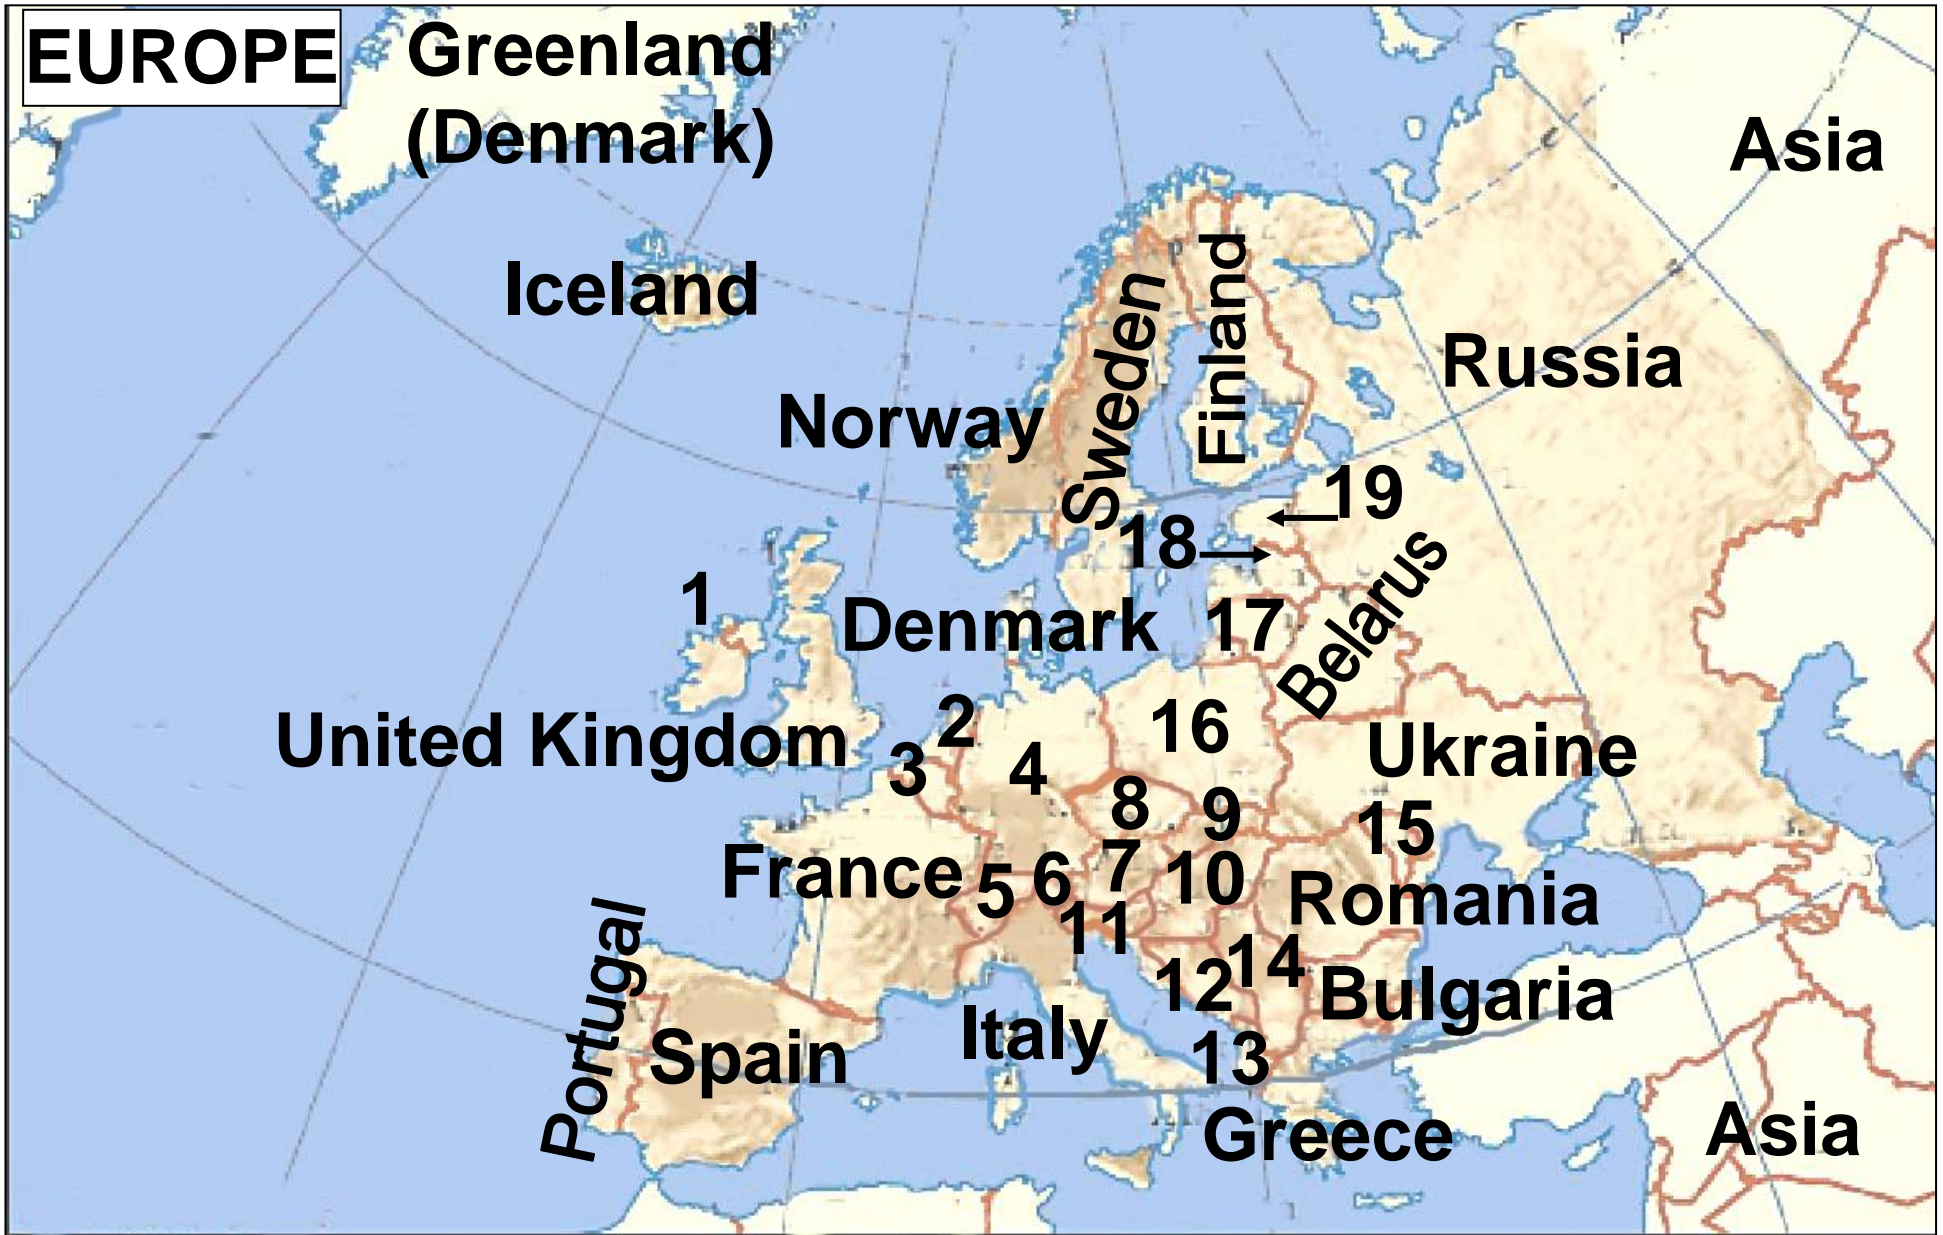 EUROPE
Greenland
(Denmark)
Asia
Iceland
Sweden
Finland
Russia
Norway
19
18
1
Denmark
17
Belarus
United Kingdom
2
3
4
16
Ukraine
8
9
15
France
5
6
7
10
Romania
11
Portugal
12
14
Bulgaria
Spain
Italy
13
Greece
Asia